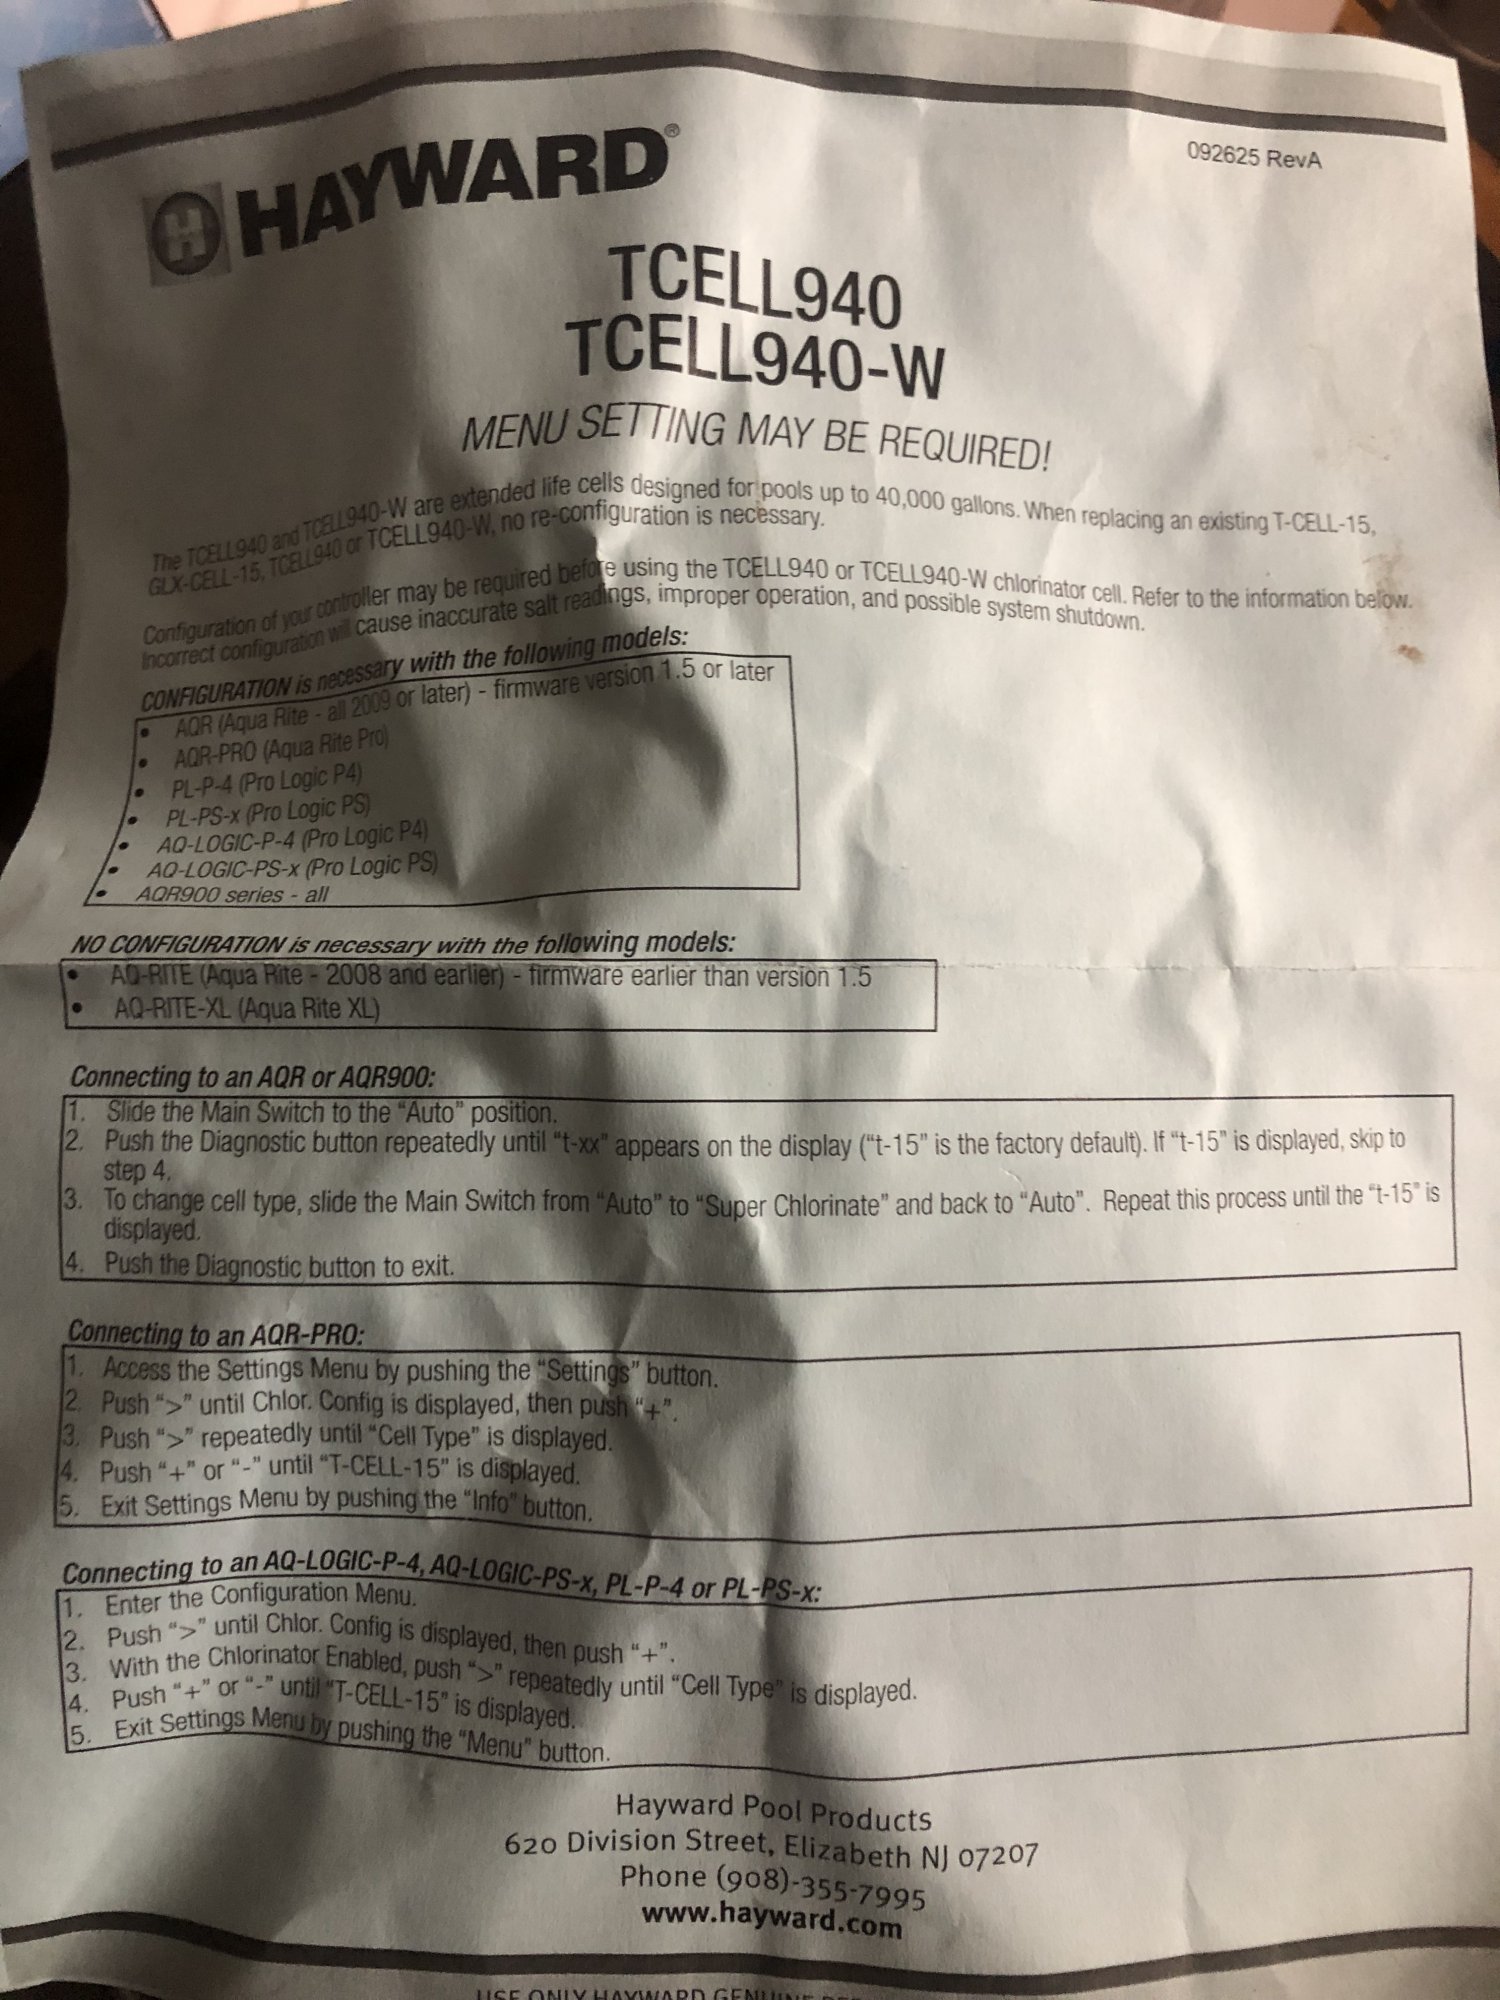 HAYWARD®
092625 RevA
TCELL940
TCELL940-W
MENU SETTING MAY BE REQUIRED!
The TCELL940 and TCELL940-W are extended life cells designed for pools up to 40,000 gallons. When replacing an existing T-CELL-15,
GLX-CELL-15, TCELL940 or TCELL940-W, no re-configuration is necessary.
Configuration of your controller may be required before using the TCELL940 or TCELL940-W chlorinator cell. Refer to the information below.
Incorrect configuration will cause inaccurate salt readings, improper operation, and possible system shutdown.
CONFIGURATION is necessary with the following models:
• AQR (Aqua Rite - all 2009 or later) - firmware version 1.5 or later
• AQR-PRO (Aqua Rite Pro)
• PL-P-4 (Pro Logic P4)
• PL-PS-x (Pro Logic PS)
• AQ-LOGIC-P-4 (Pro Logic P4)
• AQ-LOGIC-PS-x (Pro Logic PS)
• AQR900 series - all
NO CONFIGURATION is necessary with the following models:
• AQ-RITE (Aqua Rite - 2008 and earlier) - firmware earlier than version 1.5
• AQ-RITE-XL (Aqua Rite XL)
Connecting to an AQR or AQR900:
1. Slide the Main Switch to the “Auto” position.
2. Push the Diagnostic button repeatedly until “t-xx” appears on the display (“t-15” is the factory default). If “t-15” is displayed, skip to
step 4.
3. To change cell type, slide the Main Switch from “Auto” to “Super Chlorinate” and back to “Auto”. Repeat this process until the “t-15” is
displayed.
4. Push the Diagnostic button to exit.
Connecting to an AQR-PRO:
1. Access the Settings Menu by pushing the “Settings” button.
2. Push “>” until Chlor. Config is displayed, then push “+”.
3. Push “>” repeatedly until “Cell Type” is displayed.
4. Push “+” or “-” until “T-CELL-15” is displayed.
5. Exit Settings Menu by pushing the “Info” button.
Connecting to an AQ-LOGIC-P-4, AQ-LOGIC-PS-x, PL-P-4 or PL-PS-x:
1. Enter the Configuration Menu.
2. Push “>” until Chlor. Config is displayed, then push “+”.
3. With the Chlorinator Enabled, push “>” repeatedly until “Cell Type” is displayed.
4. Push “+” or “-” until “T-CELL-15” is displayed.
5. Exit Settings Menu by pushing the “Menu” button.
Hayward Pool Products
620 Division Street, Elizabeth NJ 07207
Phone (908)-355-7995
www.hayward.com
USE ONLY HAYWARD GENUINE